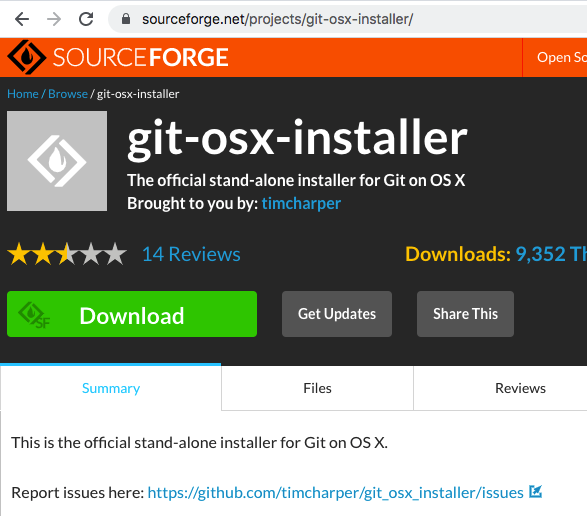 sourceforge.net/projects/git-osx-installer/
SOURCEFORGE
Open So
Home / Browse / git-osx-installer
git-osx-installer
The official stand-alone installer for Git on OS X
Brought to you by: timcharper
14 Reviews
Downloads: 9,352 Th
SF Download
Get Updates
Share This
Summary
Files
Reviews
This is the official stand-alone installer for Git on OS X.
Report issues here: https://github.com/timcharper/git_osx_installer/issues